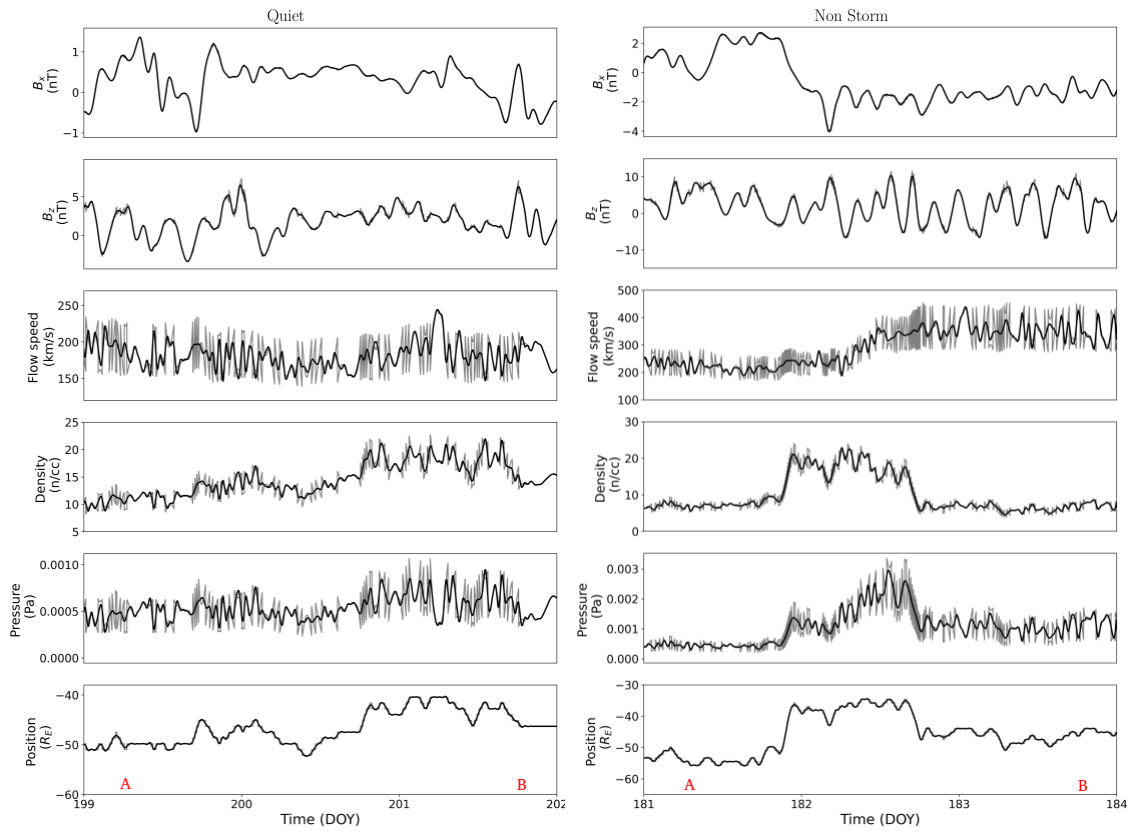 Quiet
Non Storm
B_x
(nT)
1
0
−1
B_x
(nT)
2
0
−2
−4
B_z
(nT)
5
0
B_z
(nT)
10
0
−10
Flow speed
(km/s)
250
200
150
Flow speed
(km/s)
500
400
300
200
100
Density
(n/cc)
25
20
15
10
5
Density
(n/cc)
30
20
10
0
Pressure
(Pa)
0.0010
0.0005
0.0000
Pressure
(Pa)
0.003
0.002
0.001
0.000
Position
(R_E)
−40
−50
−60
A
B
199
200
201
202
Time (DOY)
Position
(R_E)
−30
−40
−50
−60
A
B
181
182
183
184
Time (DOY)